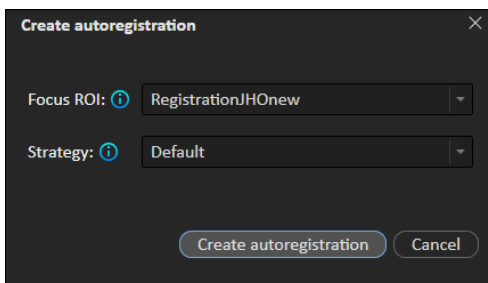 Create autoregistration
Focus ROI: RegistrationJHOnew
Strategy: Default
Create autoregistration Cancel